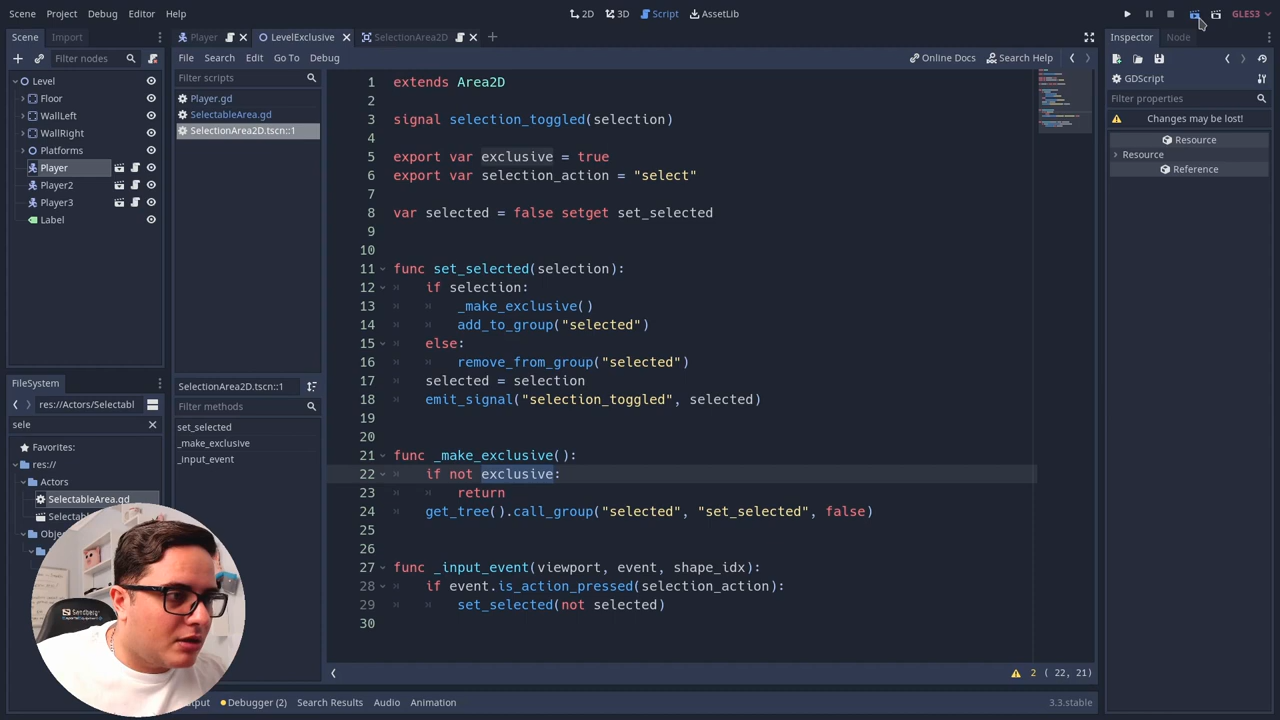 Scene Project Debug Editor Help
2D 3D Script AssetLib
GLES3
Scene Import
Player LevelExclusive SelectionArea2D
Inspector Node
Filter nodes
File Search Edit Go To Debug
Online Docs Search Help
Filter scripts
Player.gd
SelectableArea.gd
SelectionArea2D.tscn::1
Level
Floor
WallLeft
WallRight
Platforms
Player
Player2
Player3
Label
GDScript
Filter properties
Changes may be lost!
Resource
Resource
Reference
1 extends Area2D
2
3 signal selection_toggled(selection)
4
5 export var exclusive = true
6 export var selection_action = "select"
7
8 var selected = false setget set_selected
9
10
11 func set_selected(selection):
12 if selection:
13 _make_exclusive()
14 add_to_group("selected")
15 else:
16 remove_from_group("selected")
17 selected = selection
18 emit_signal("selection_toggled", selected)
19
20
21 func _make_exclusive():
22 if not exclusive:
23 return
24 get_tree().call_group("selected", "set_selected", false)
25
26
27 func _input_event(viewport, event, shape_idx):
28 if event.is_action_pressed(selection_action):
29 set_selected(not selected)
30
SelectionArea2D.tscn::1
Filter methods
set_selected
_make_exclusive
_input_event
FileSystem
res://Actors/Selectabl
sele
Favorites:
res://
Actors
SelectableArea.gd
Selectab
Obje
Secretlab
2 ( 22, 21)
utput Debugger (2) Search Results Audio Animation
3.3.stable